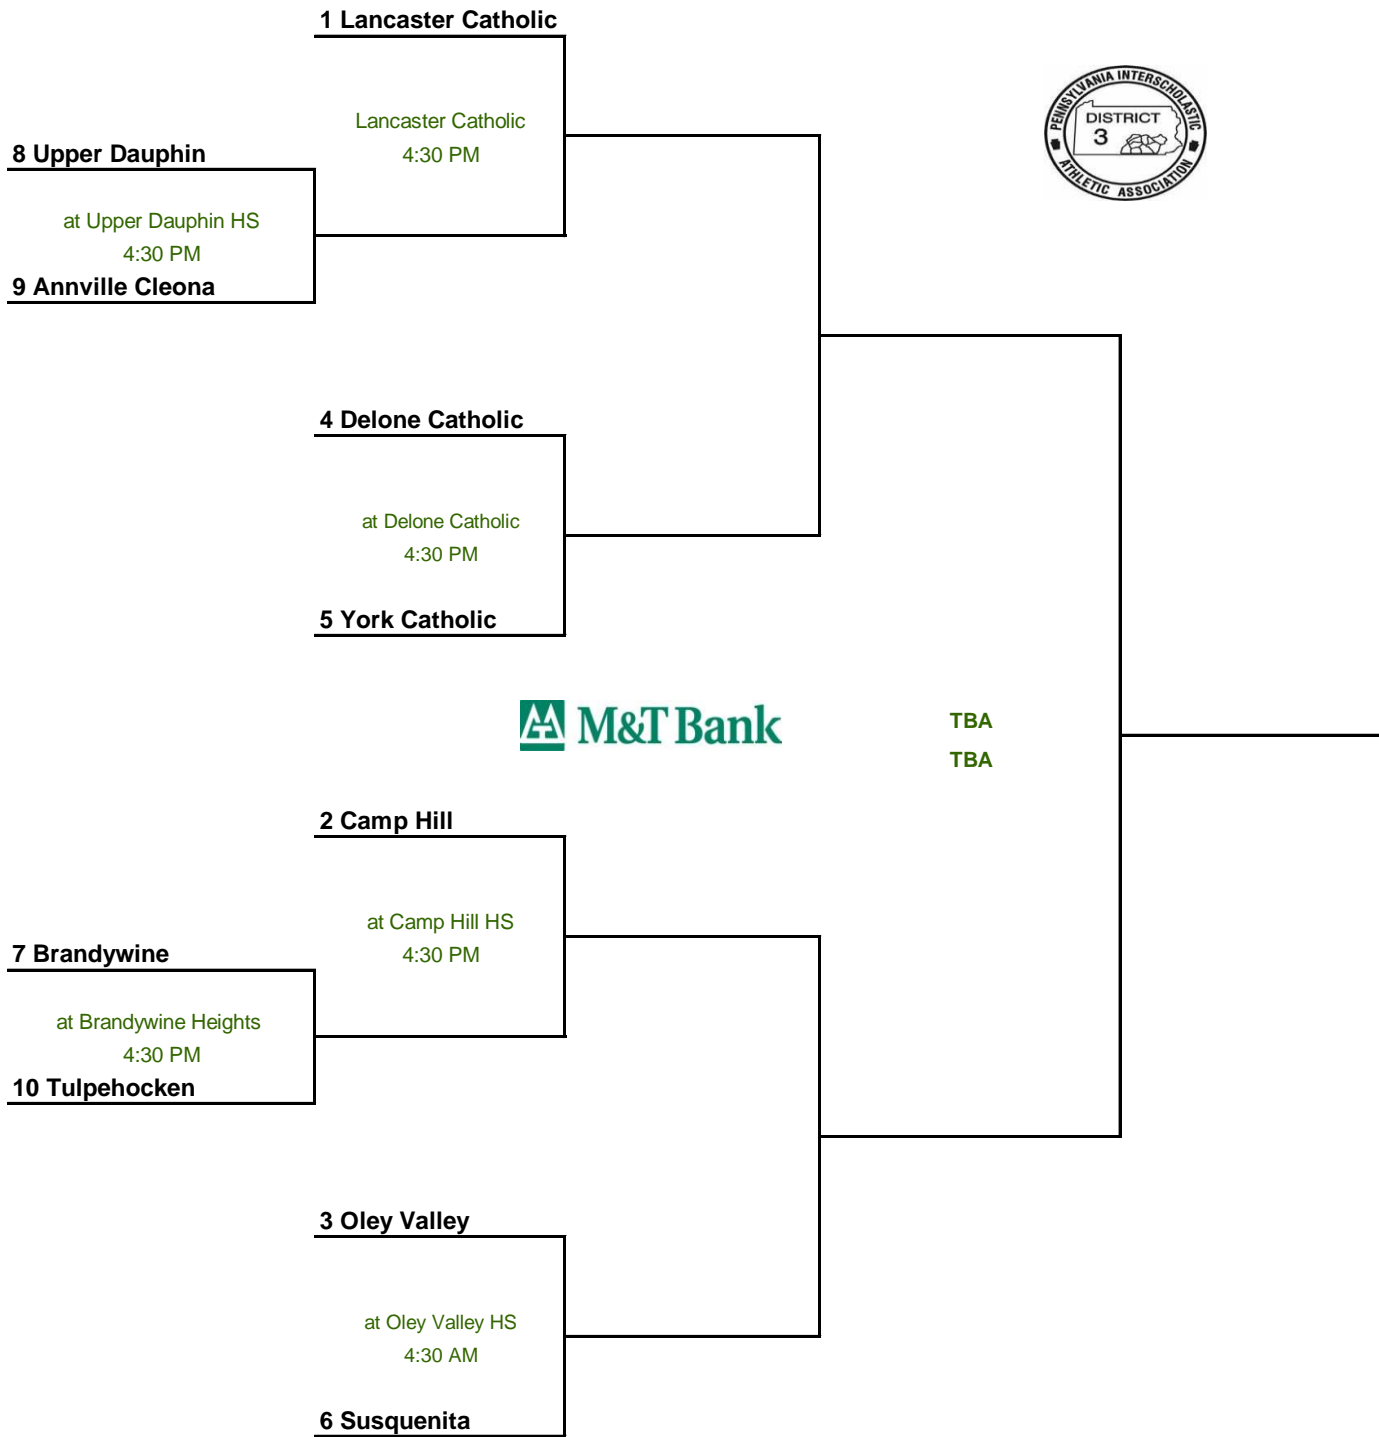 1 Lancaster Catholic
PENNSYLVANIA INTERSCHOLASTIC
DISTRICT
3
ATHLETIC ASSOCIATION
Lancaster Catholic
4:30 PM
8 Upper Dauphin
at Upper Dauphin HS
4:30 PM
9 Annville Cleona
4 Delone Catholic
at Delone Catholic
4:30 PM
5 York Catholic
M&T Bank
TBA
TBA
2 Camp Hill
at Camp Hill HS
4:30 PM
7 Brandywine
at Brandywine Heights
4:30 PM
10 Tulpehocken
3 Oley Valley
at Oley Valley HS
4:30 AM
6 Susquenita